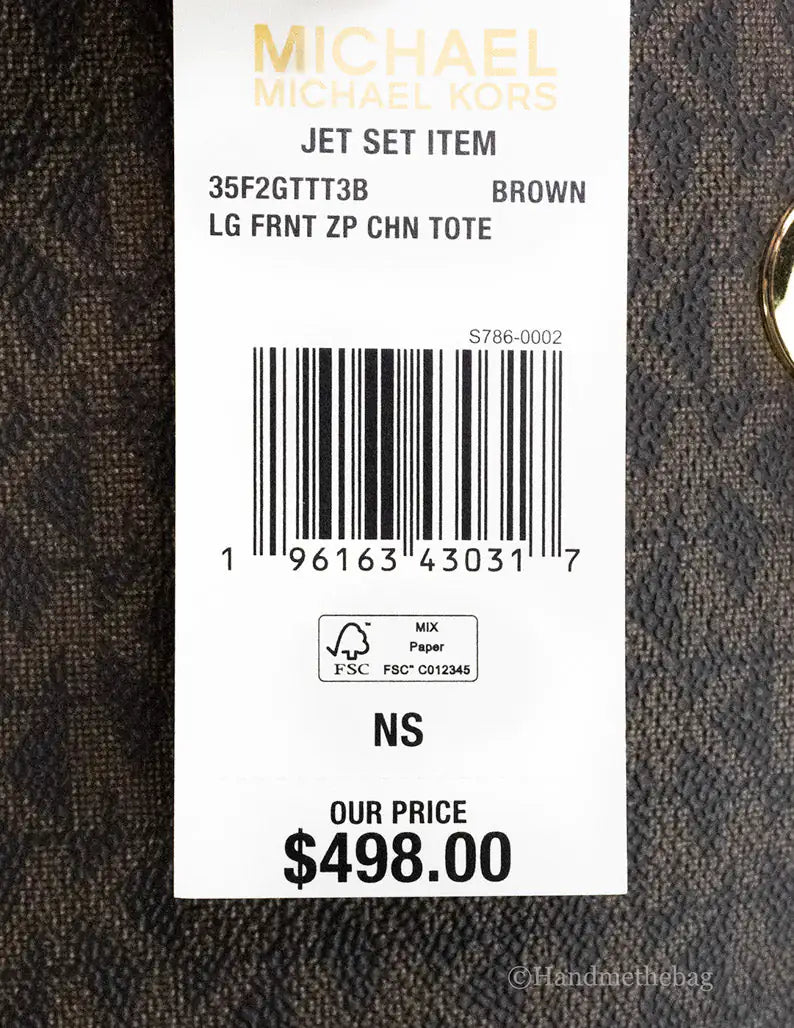 MICHAEL
MICHAEL KORS
JET SET ITEM
35F2GTTT3B BROWN
LG FRNT ZP CHN TOTE
S786-0002
1 96163 43031 7
MIX
Paper
FSC™ C012345
FSC
NS
OUR PRICE
$498.00
©Handmethebag